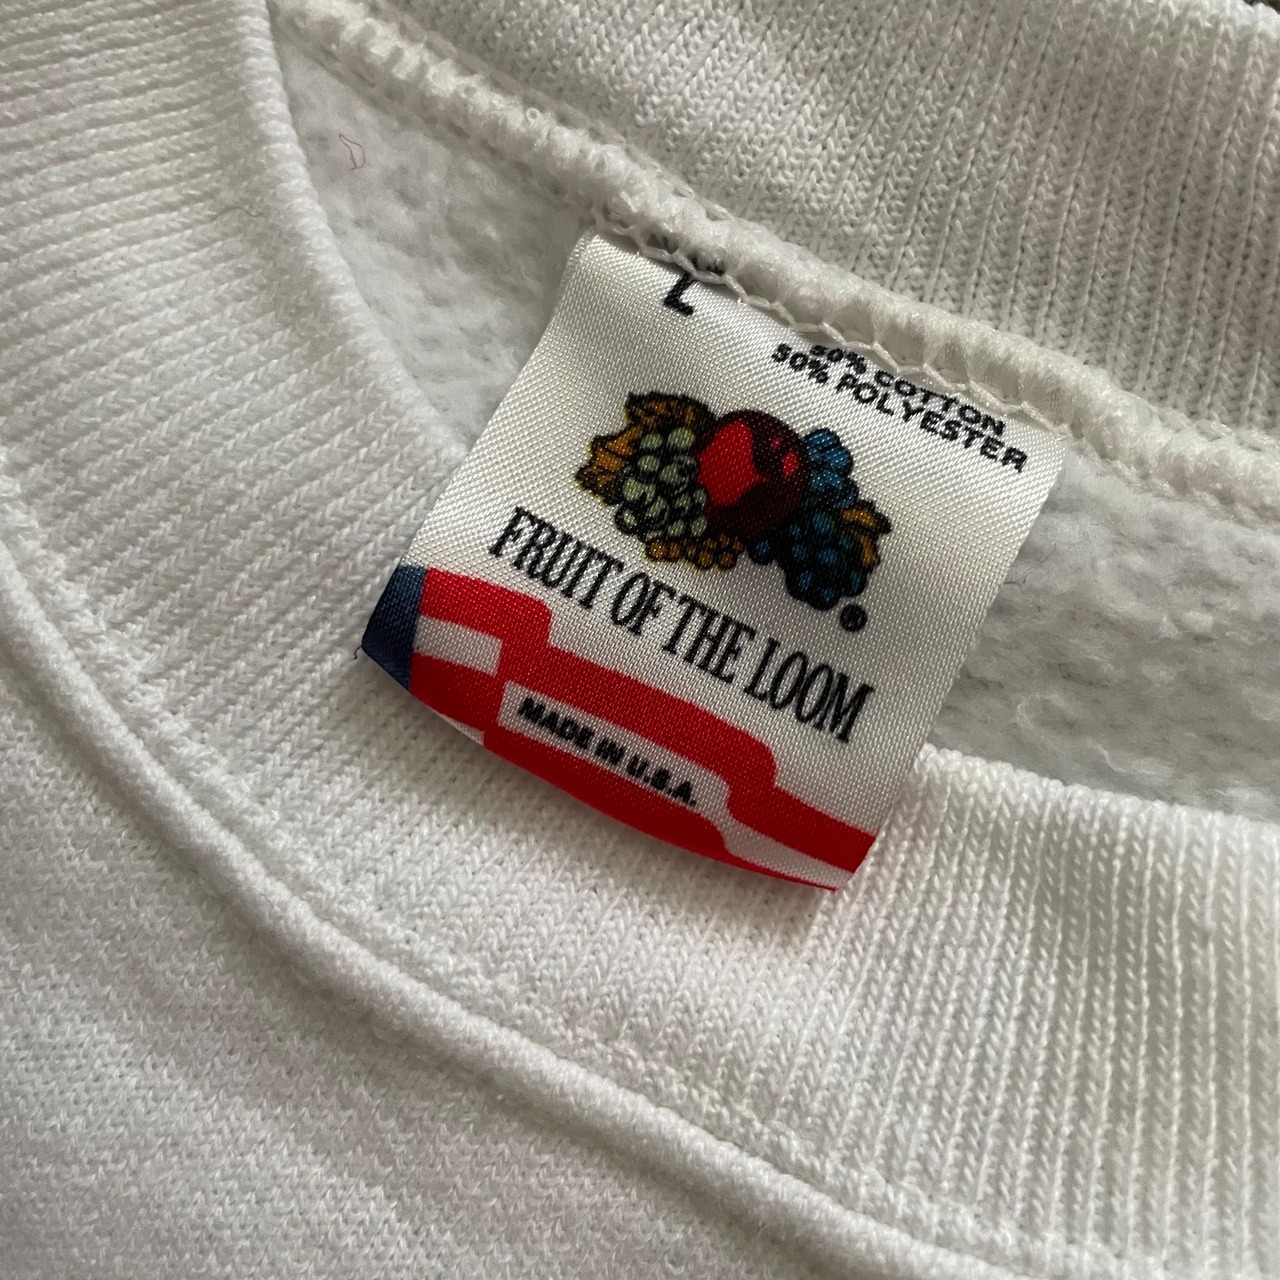 L
50% COTTON
50% POLYESTER
FRUIT OF THE LOOM®
MADE IN U.S.A.